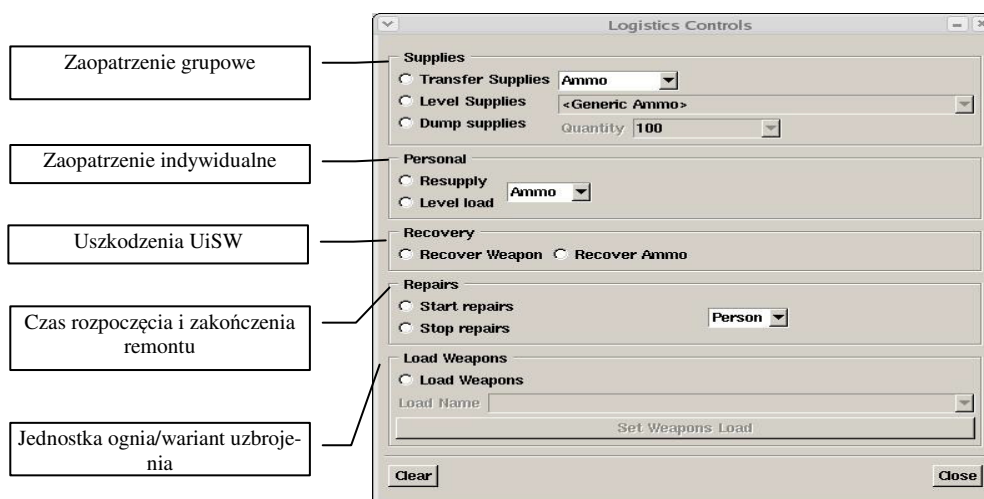 Logistics Controls
Zaopatrzenie grupowe
Supplies
Transfer Supplies Ammo
Level Supplies <Generic Ammo>
Dump supplies Quantity 100
Zaopatrzenie indywidualne
Personal
Resupply
Ammo
Level load
Uszkodzenia UiSW
Recovery
Recover Weapon Recover Ammo
Czas rozpoczęcia i zakończenia
remontu
Repairs
Start repairs
Person
Stop repairs
Jednostka ognia/wariant uzbroje-
nia
Load Weapons
Load Weapons
Load Name
Set Weapons Load
Clear Close